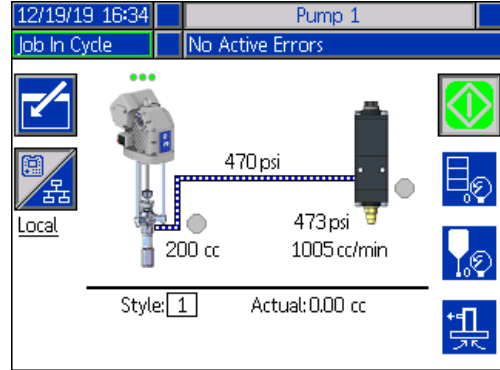 12/19/19 16:34
Pump 1
Job In Cycle
No Active Errors
470 psi
Local
200 cc
473 psi
1005 cc/min
Style: 1
Actual: 0.00 cc